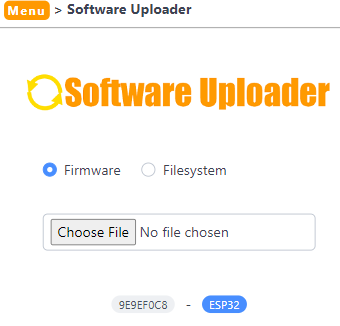 Menu > Software Uploader
Software Uploader
Firmware Filesystem
Choose File No file chosen
9E9EF0C8 - ESP32